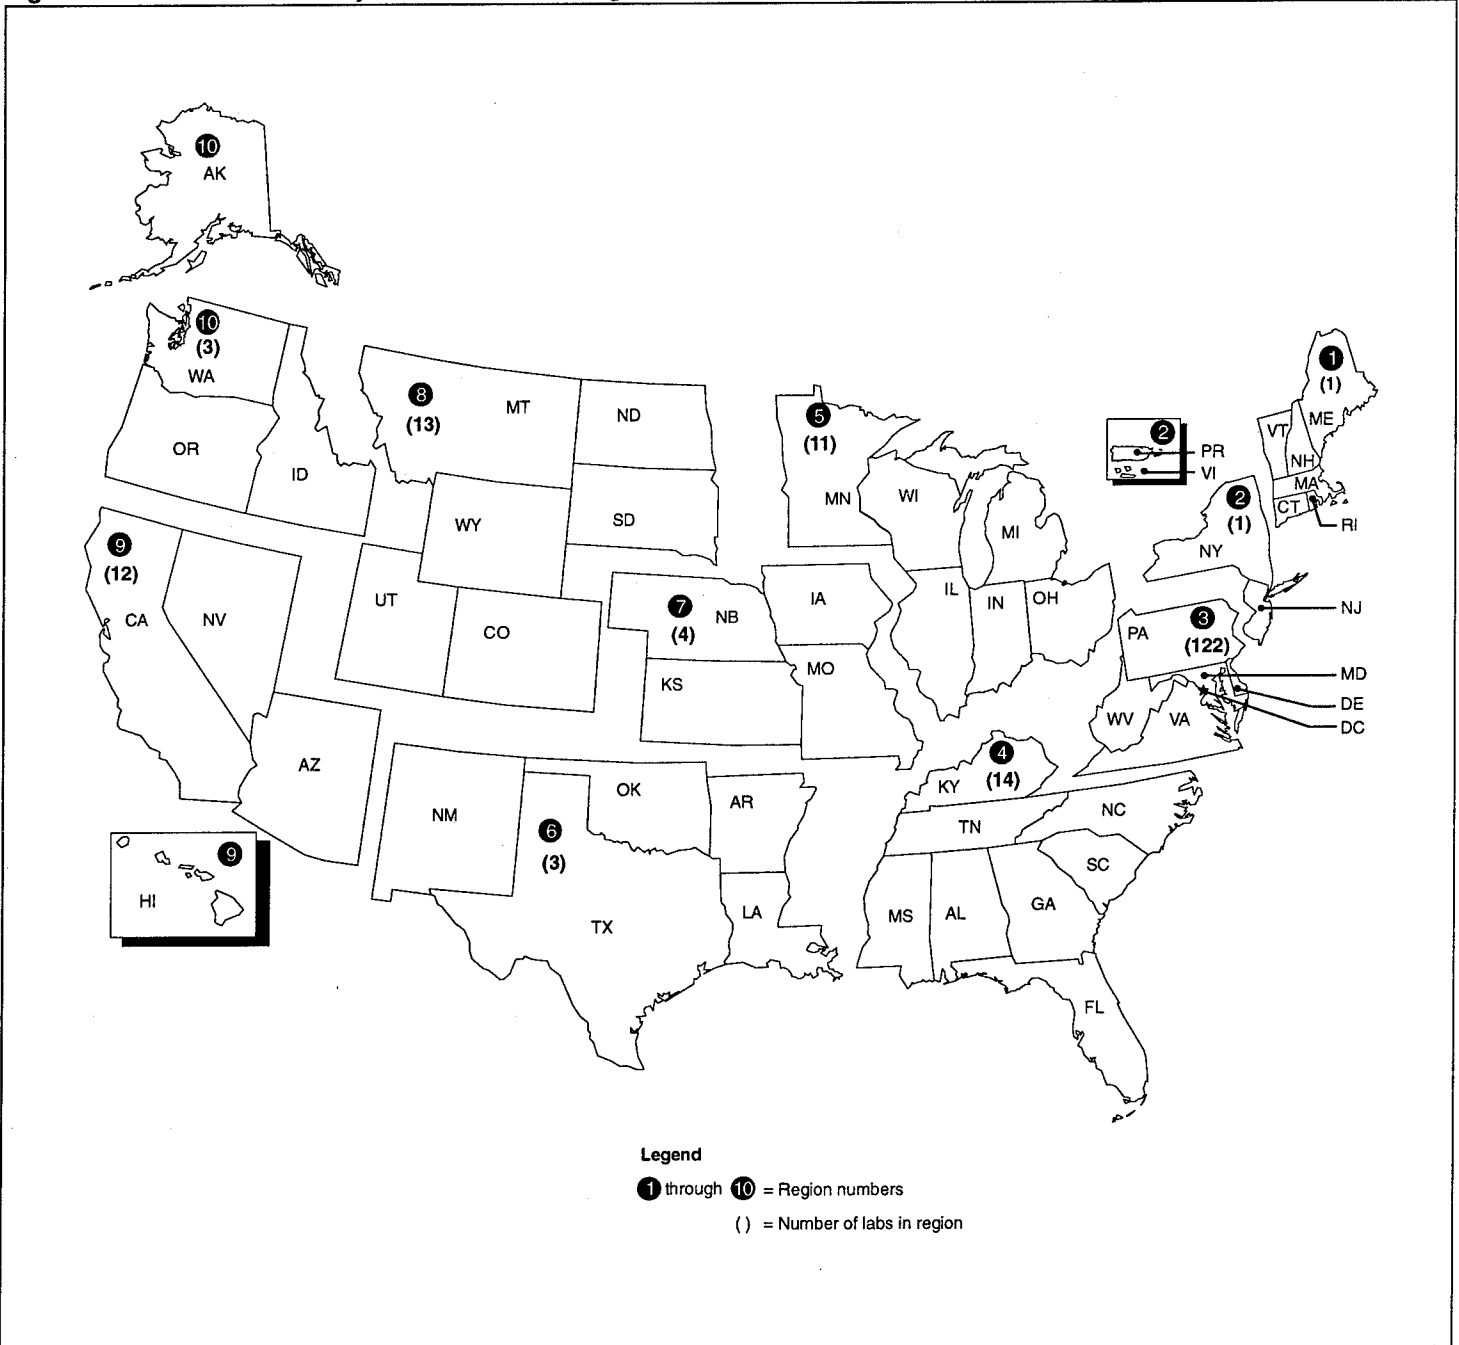 10
AK
10
(3)
WA
1
(1)
ME
8
(13)
MT
ND
5
(11)
2
PR
VI
VT
NH
MA
CT
RI
OR
ID
MN
WI
2
(1)
NY
WY
SD
MI
9
(12)
CA
NV
UT
CO
7
(4)
NB
IA
IL
IN
OH
NJ
PA
3
(122)
KS
MO
MD
DE
DC
WV
VA
AZ
4
(14)
KY
NM
OK
AR
TN
NC
6
(3)
9
HI
SC
TX
LA
MS
AL
GA
FL
Legend
1 through 10 = Region numbers
( ) = Number of labs in region